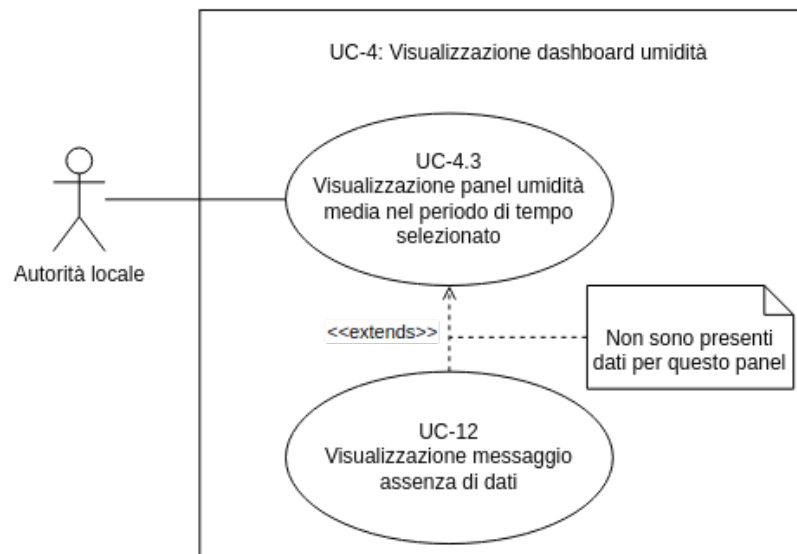 UC-4: Visualizzazione dashboard umidità
UC-4.3
Visualizzazione panel umidità
media nel periodo di tempo
selezionato
Autorità locale
<<extends>>
Non sono presenti
dati per questo panel
UC-12
Visualizzazione messaggio
assenza di dati